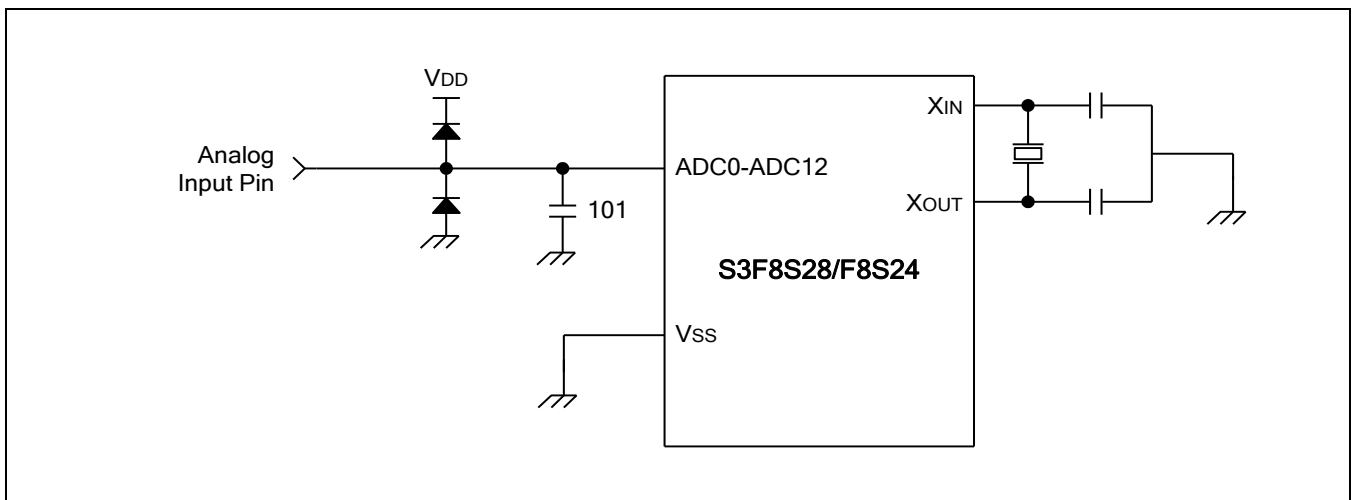 VDD
Analog
Input Pin
ADC0-ADC12
101
XIN
XOUT
S3F8S28/F8S24
VSS